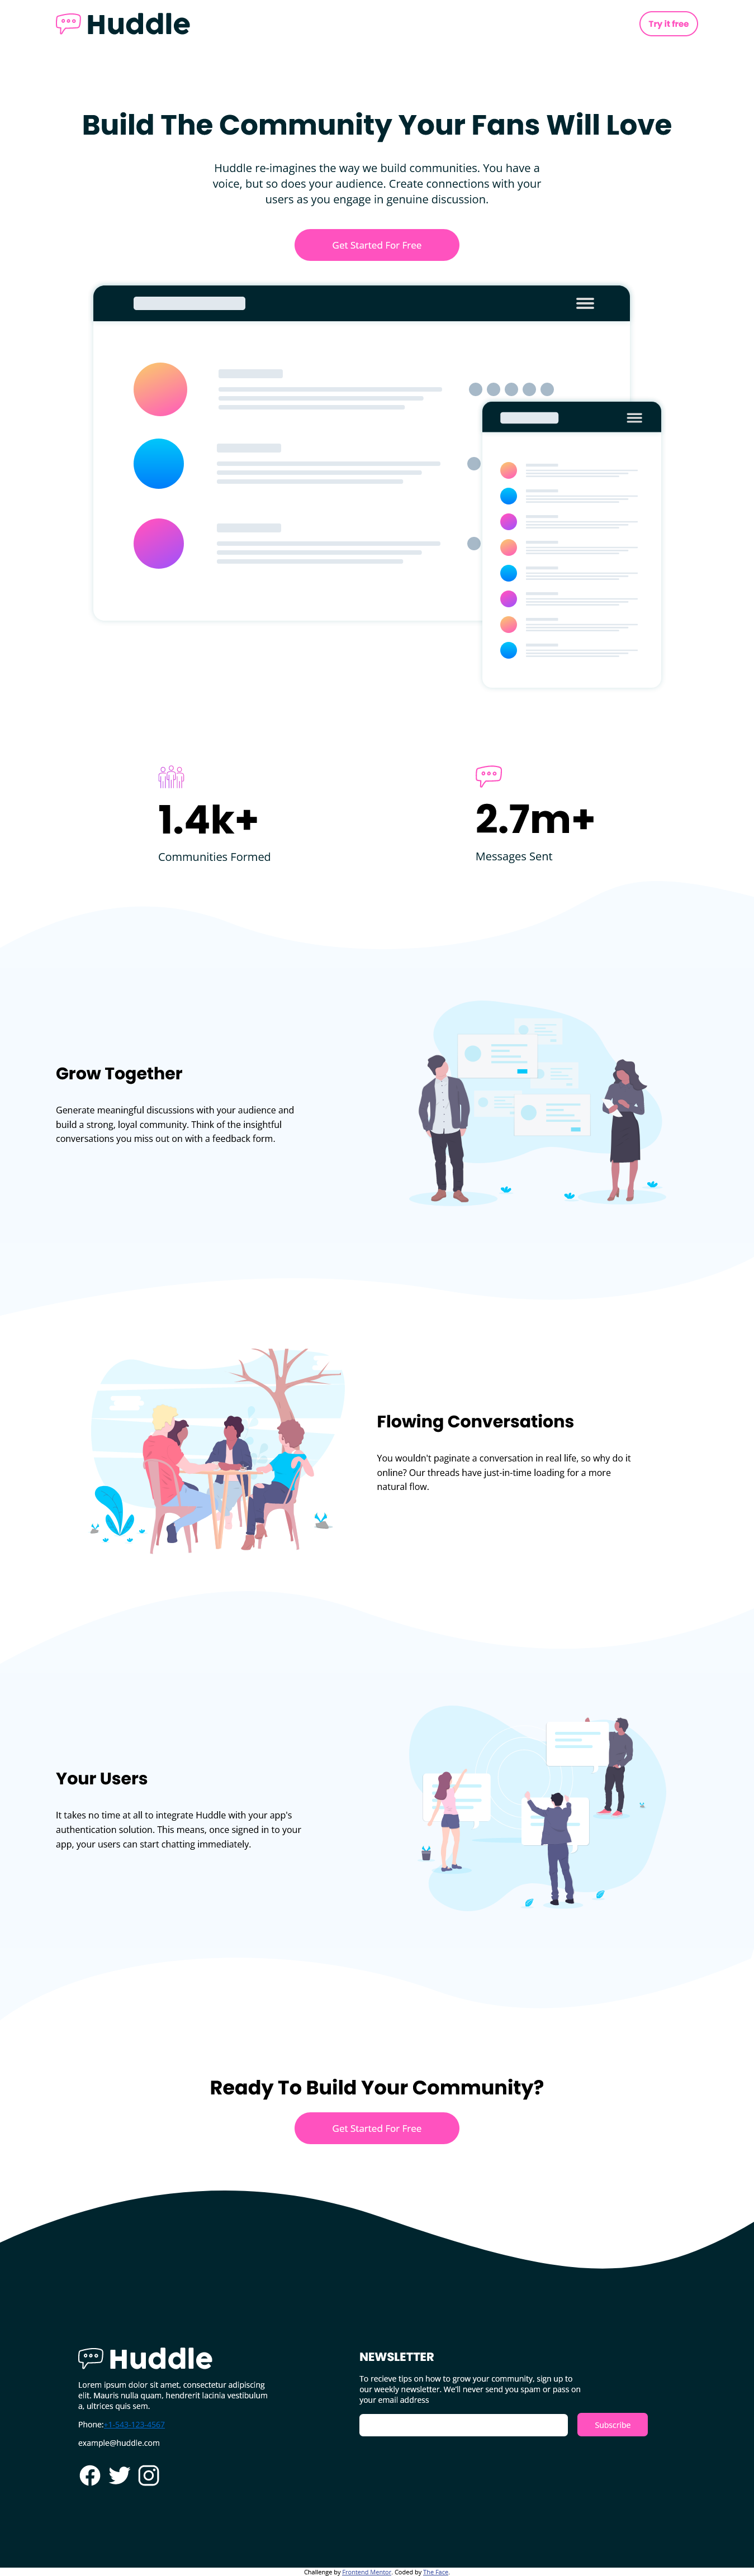 Huddle
Try it free
Build The Community Your Fans Will Love
Huddle re-imagines the way we build communities. You have a
voice, but so does your audience. Create connections with your
users as you engage in genuine discussion.
Get Started For Free
1.4k+
Communities Formed
2.7m+
Messages Sent
Grow Together
Generate meaningful discussions with your audience and
build a strong, loyal community. Think of the insightful
conversations you miss out on with a feedback form.
Flowing Conversations
You wouldn't paginate a conversation in real life, so why do it
online? Our threads have just-in-time loading for a more
natural flow.
Your Users
It takes no time at all to integrate Huddle with your app's
authentication solution. This means, once signed in to your
app, your users can start chatting immediately.
Ready To Build Your Community?
Get Started For Free
Huddle
Lorem ipsum dolor sit amet, consectetur adipiscing
elit. Mauris nulla quam, hendrerit lacinia vestibulum
a, ultrices quis sem.
Phone:+1-543-123-4567
example@huddle.com
NEWSLETTER
To recieve tips on how to grow your community, sign up to
our weekly newsletter. We'll never send you spam or pass on
your email address
Subscribe
Challenge by Frontend Mentor. Coded by The Face.